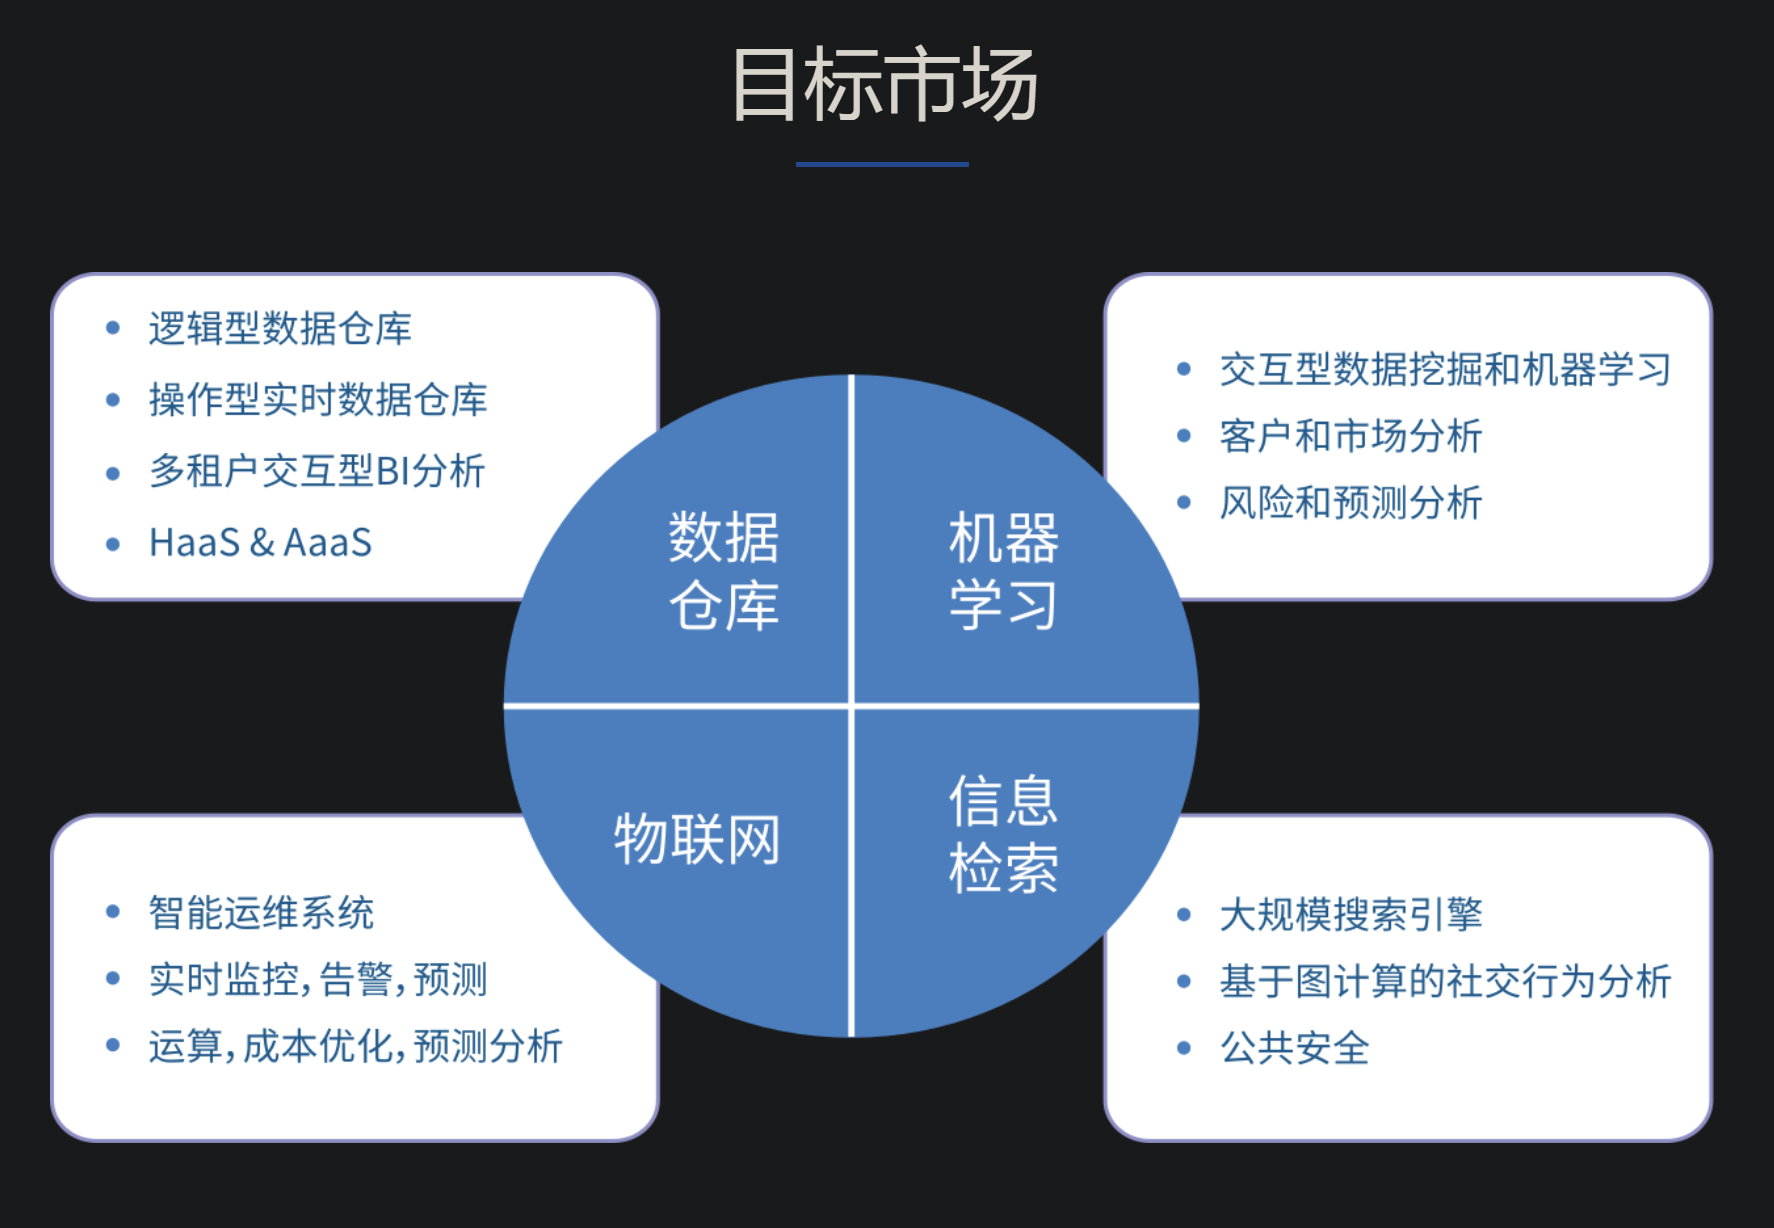 目标市场
逻辑型数据仓库
操作型实时数据仓库
多租户交互型BI分析
HaaS & AaaS
交互型数据挖掘和机器学习
客户和市场分析
风险和预测分析
数据
仓库
机器
学习
物联网
信息
检索
智能运维系统
实时监控，告警，预测
运算，成本优化，预测分析
大规模搜索引擎
基于图计算的社交行为分析
公共安全